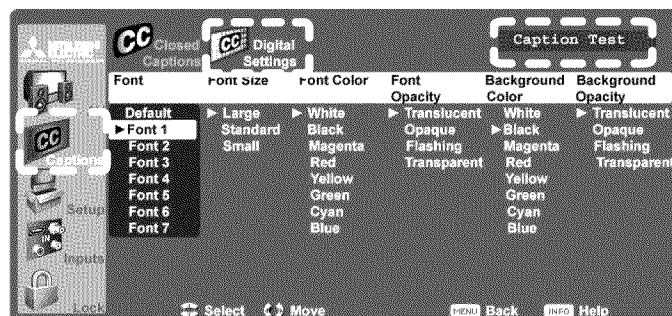 Closed Captions
Digital Settings
Caption Test
Font
Font Size
Font Color
Font Opacity
Background Color
Background Opacity
Default
Font 1
Font 2
Font 3
Font 4
Font 5
Font 6
Font 7
Large
Standard
Small
White
Black
Magenta
Red
Yellow
Green
Cyan
Blue
Translucent
Opaque
Flashing
Transparent
White
Black
Magenta
Red
Yellow
Green
Cyan
Blue
Translucent
Opaque
Flashing
Transparent
CC
CC
CC
Captions
Setup
IN
Inputs
Lock
Select
Move
MENU Back
INFO Help